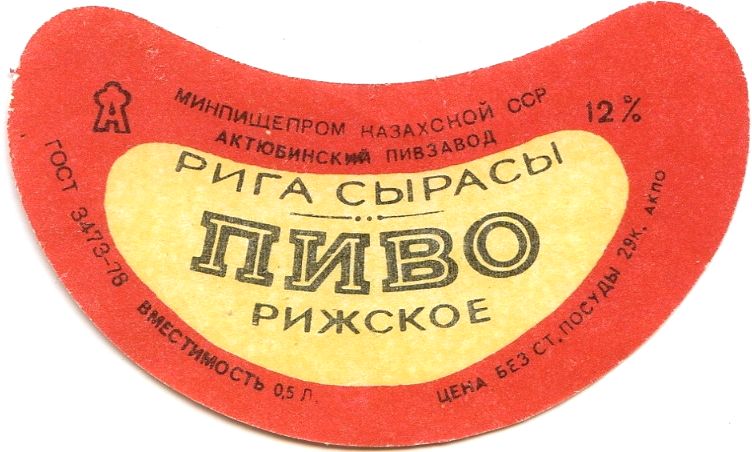 А
МИНПИЩЕПРОМ КАЗАХСКОЙ ССР
12%
АКТЮБИНСКИЙ ПИВЗАВОД
РИГА СЫРАСЫ
ПИВО
РИЖСКОЕ
ГОСТ 3473-78 ВМЕСТИМОСТЬ 0,5 Л.
ЦЕНА БЕЗ СТ. ПОСУДЫ 29К. АКПО